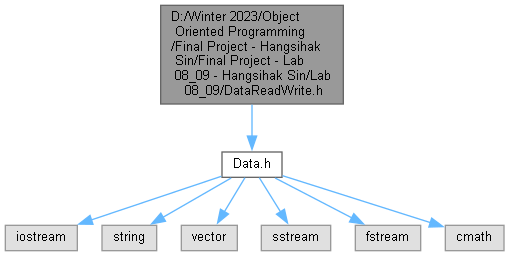 D:/Winter 2023/Object
Oriented Programming
/Final Project - Hangsihak
Sin/Final Project - Lab
08_09 - Hangsihak Sin/Lab
08_09/DataReadWrite.h
Data.h
iostream
string
vector
sstream
fstream
cmath